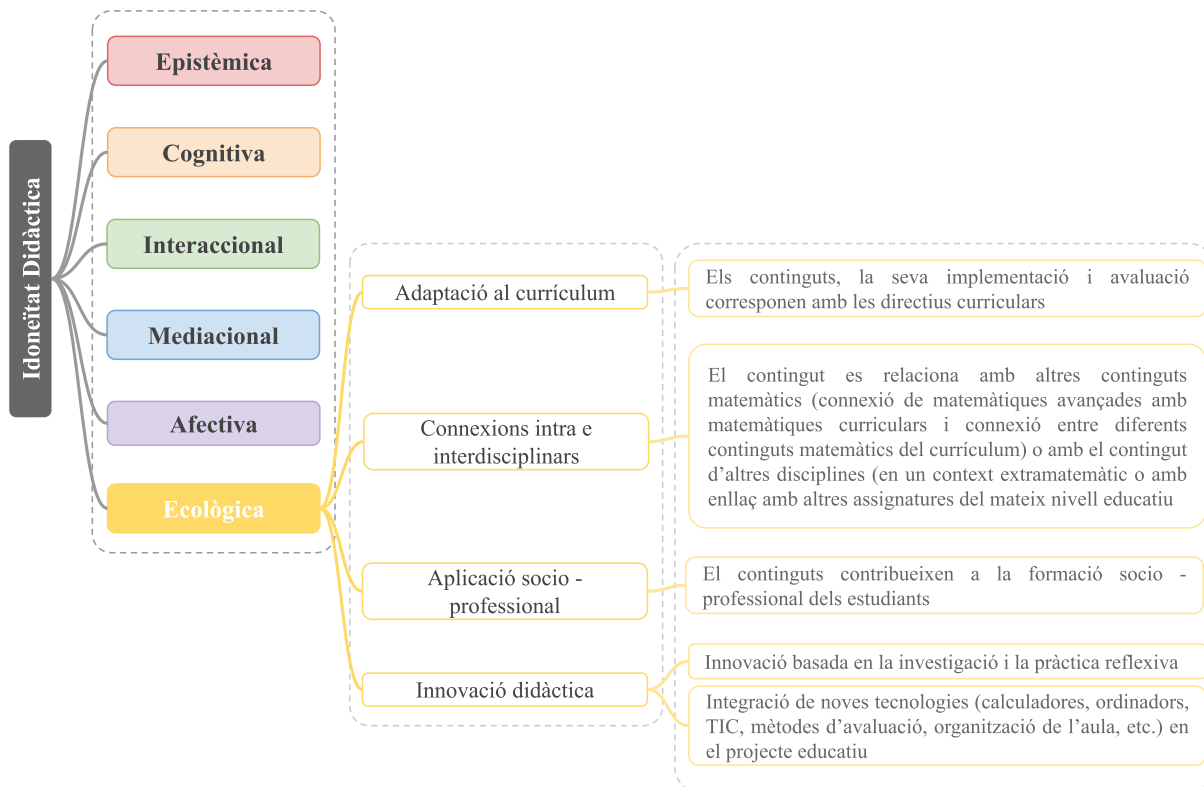 Idoneïtat Didàctica
Epistèmica
Cognitiva
Interaccional
Mediacional
Afectiva
Ecològica
Adaptació al currículum
Els continguts, la seva implementació i avaluació
corresponen amb les directius curriculars
Connexions intra e
interdisciplinars
El contingut es relaciona amb altres continguts
matemàtics (connexió de matemàtiques avançades amb
matemàtiques curriculars i connexió entre diferents
continguts matemàtics del currículum) o amb el contingut
d’altres disciplines (en un context extramatemàtic o amb
enllaç amb altres assignatures del mateix nivell educatiu
Aplicació socio -
professional
El continguts contribueixen a la formació socio -
professional dels estudiants
Innovació didàctica
Innovació basada en la investigació i la pràctica reflexiva
Integració de noves tecnologies (calculadores, ordinadors,
TIC, mètodes d’avaluació, organització de l’aula, etc.) en
el projecte educatiu